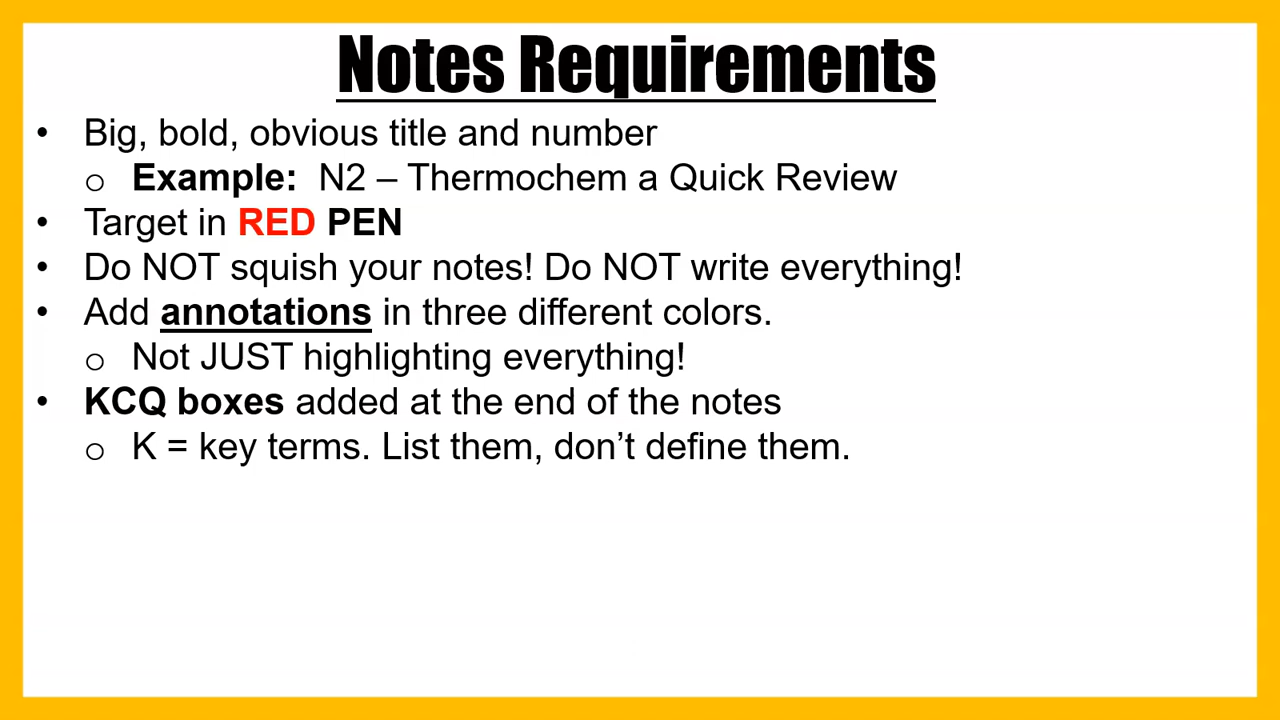 Notes Requirements
• Big, bold, obvious title and number
o Example: N2 – Thermochem a Quick Review
• Target in RED PEN
• Do NOT squish your notes! Do NOT write everything!
• Add annotations in three different colors.
o Not JUST highlighting everything!
• KCQ boxes added at the end of the notes
o K = key terms. List them, don’t define them.